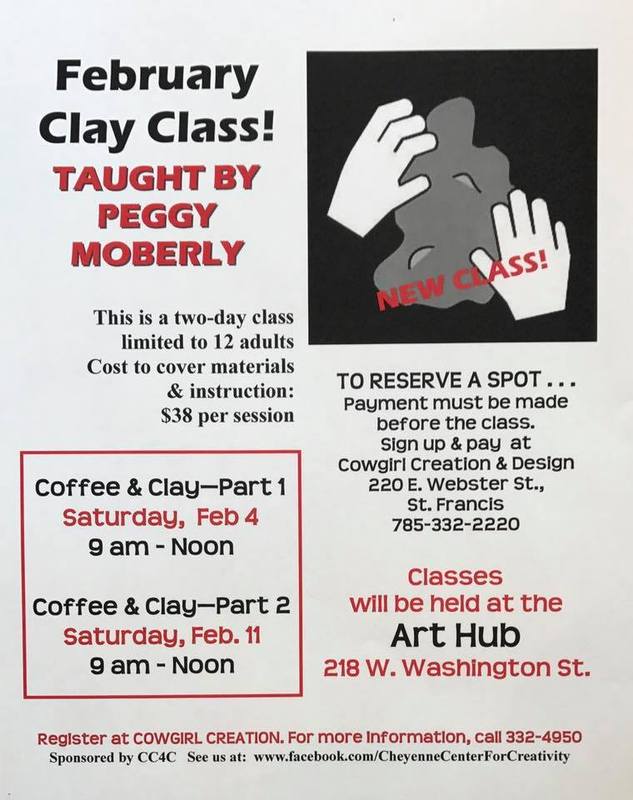 February
Clay Class!
TAUGHT BY
PEGGY
MOBERLY
NEW CLASS!
This is a two-day class
limited to 12 adults
Cost to cover materials
& instruction:
$38 per session
Coffee & Clay—Part 1
Saturday, Feb 4
9 am - Noon
Coffee & Clay—Part 2
Saturday, Feb. 11
9 am - Noon
TO RESERVE A SPOT . . .
Payment must be made
before the class.
Sign up & pay at
Cowgirl Creation & Design
220 E. Webster St.,
St. Francis
785-332-2220
Classes
will be held at the
Art Hub
218 W. Washington St.
Register at COWGIRL CREATION. For more information, call 332-4950
Sponsored by CC4C See us at: www.facebook.com/CheyenneCenterForCreativity